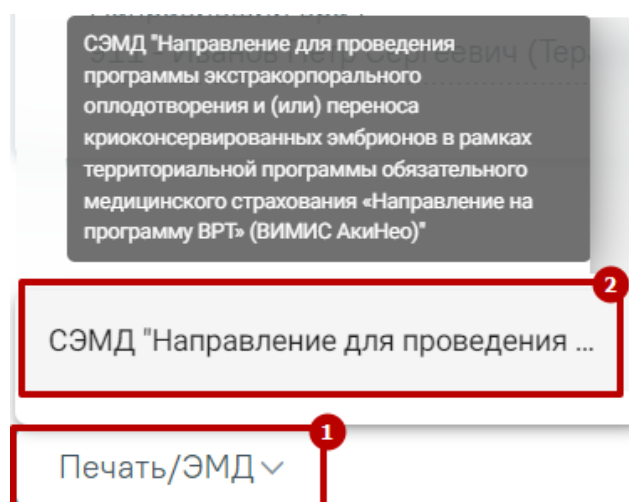 СЭМД "Направление для проведения
программы экстракорпорального
оплодотворения и (или) переноса
криоконсервированных эмбрионов в рамках
территориальной программы обязательного
медицинского страхования «Направление на
программу ВРТ» (ВИМИС АкиНео)"
2
СЭМД "Направление для проведения ...
1
Печать/ЭМД